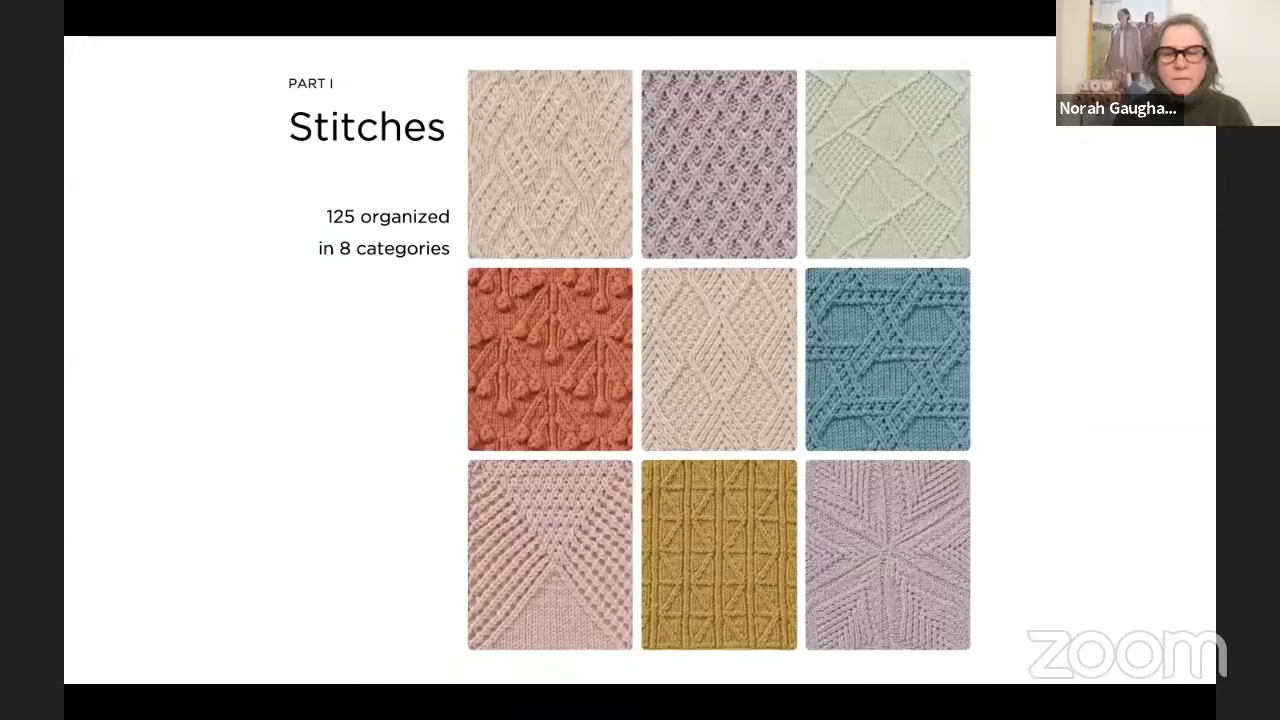 PART I
Stitches
125 organized
in 8 categories
Norah Gaugha...
zoom